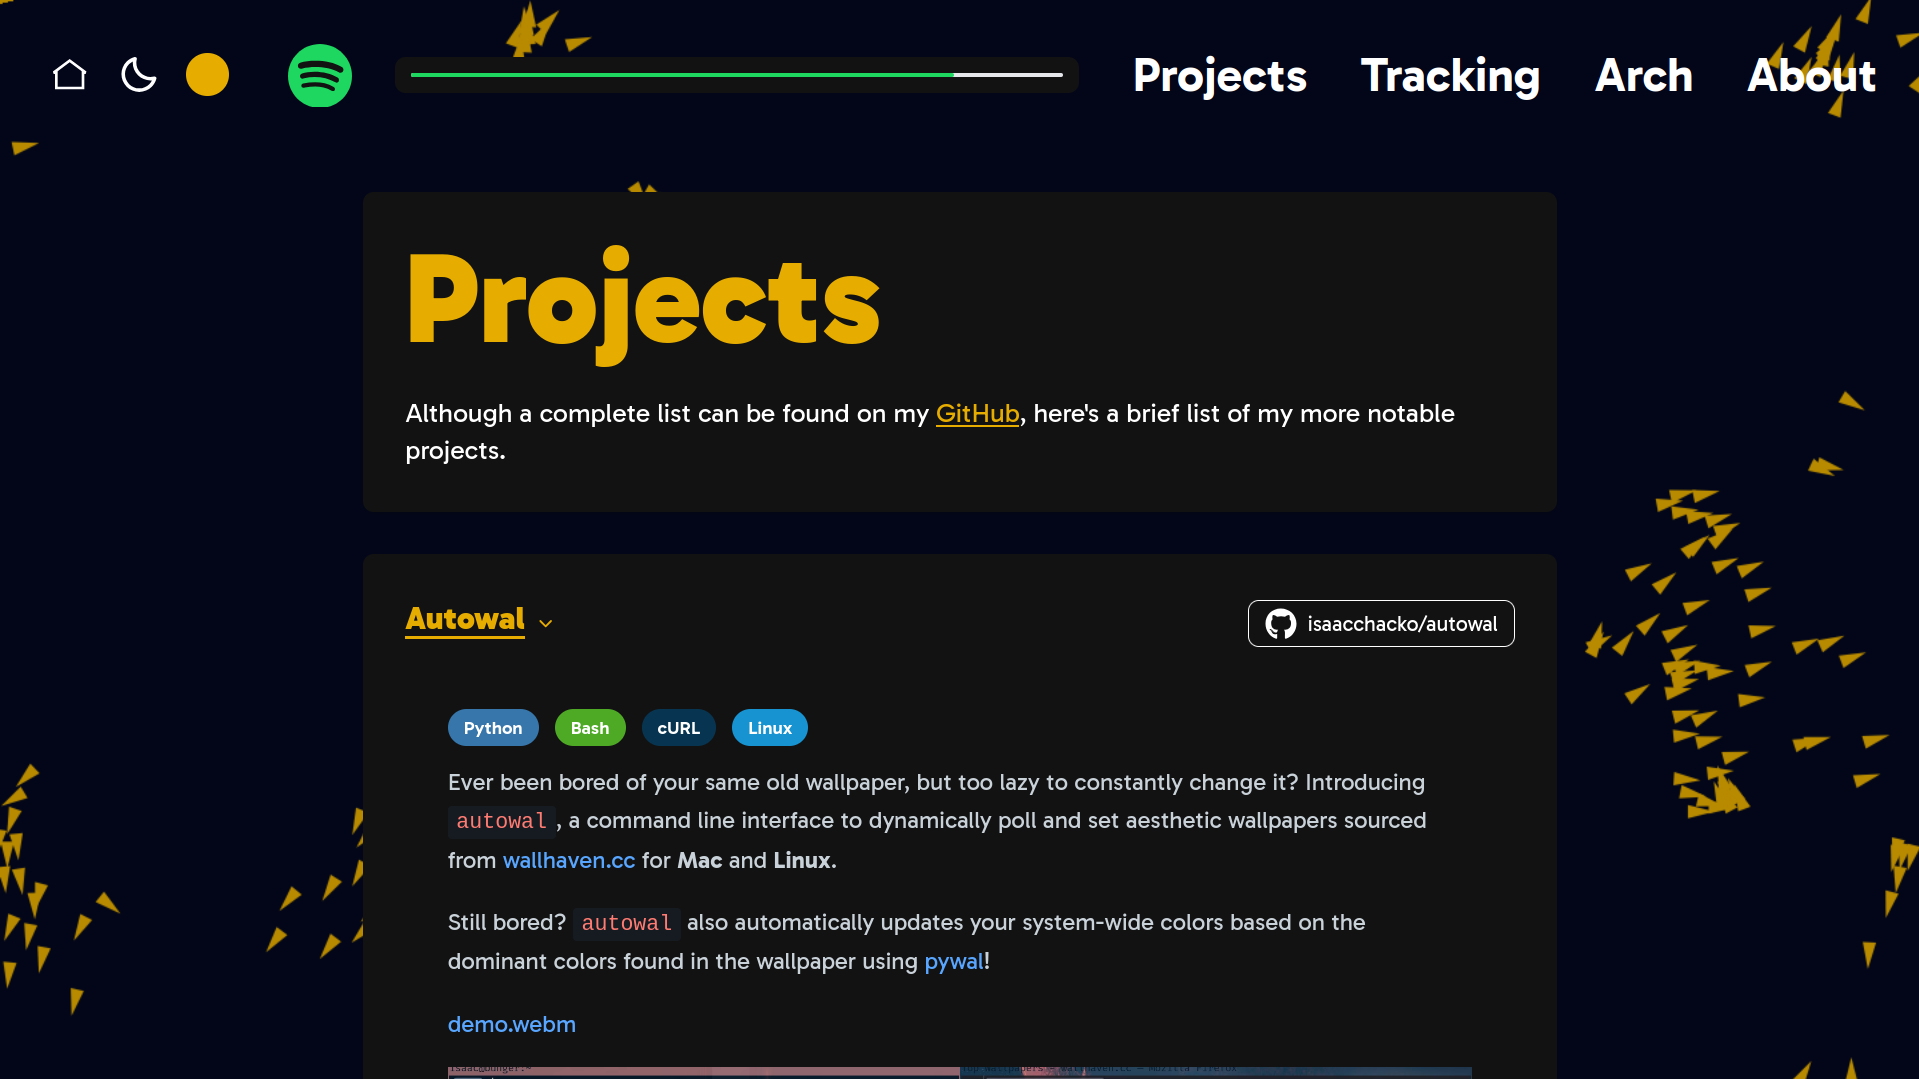 Projects Tracking Arch About
Projects
Although a complete list can be found on my GitHub, here's a brief list of my more notable
projects.
Autowal
isaacchacko/autowal
Python Bash cURL Linux
Ever been bored of your same old wallpaper, but too lazy to constantly change it? Introducing
autowal, a command line interface to dynamically poll and set aesthetic wallpapers sourced
from wallhaven.cc for Mac and Linux.
Still bored? autowal also automatically updates your system-wide colors based on the
dominant colors found in the wallpaper using pywal!
demo.webm